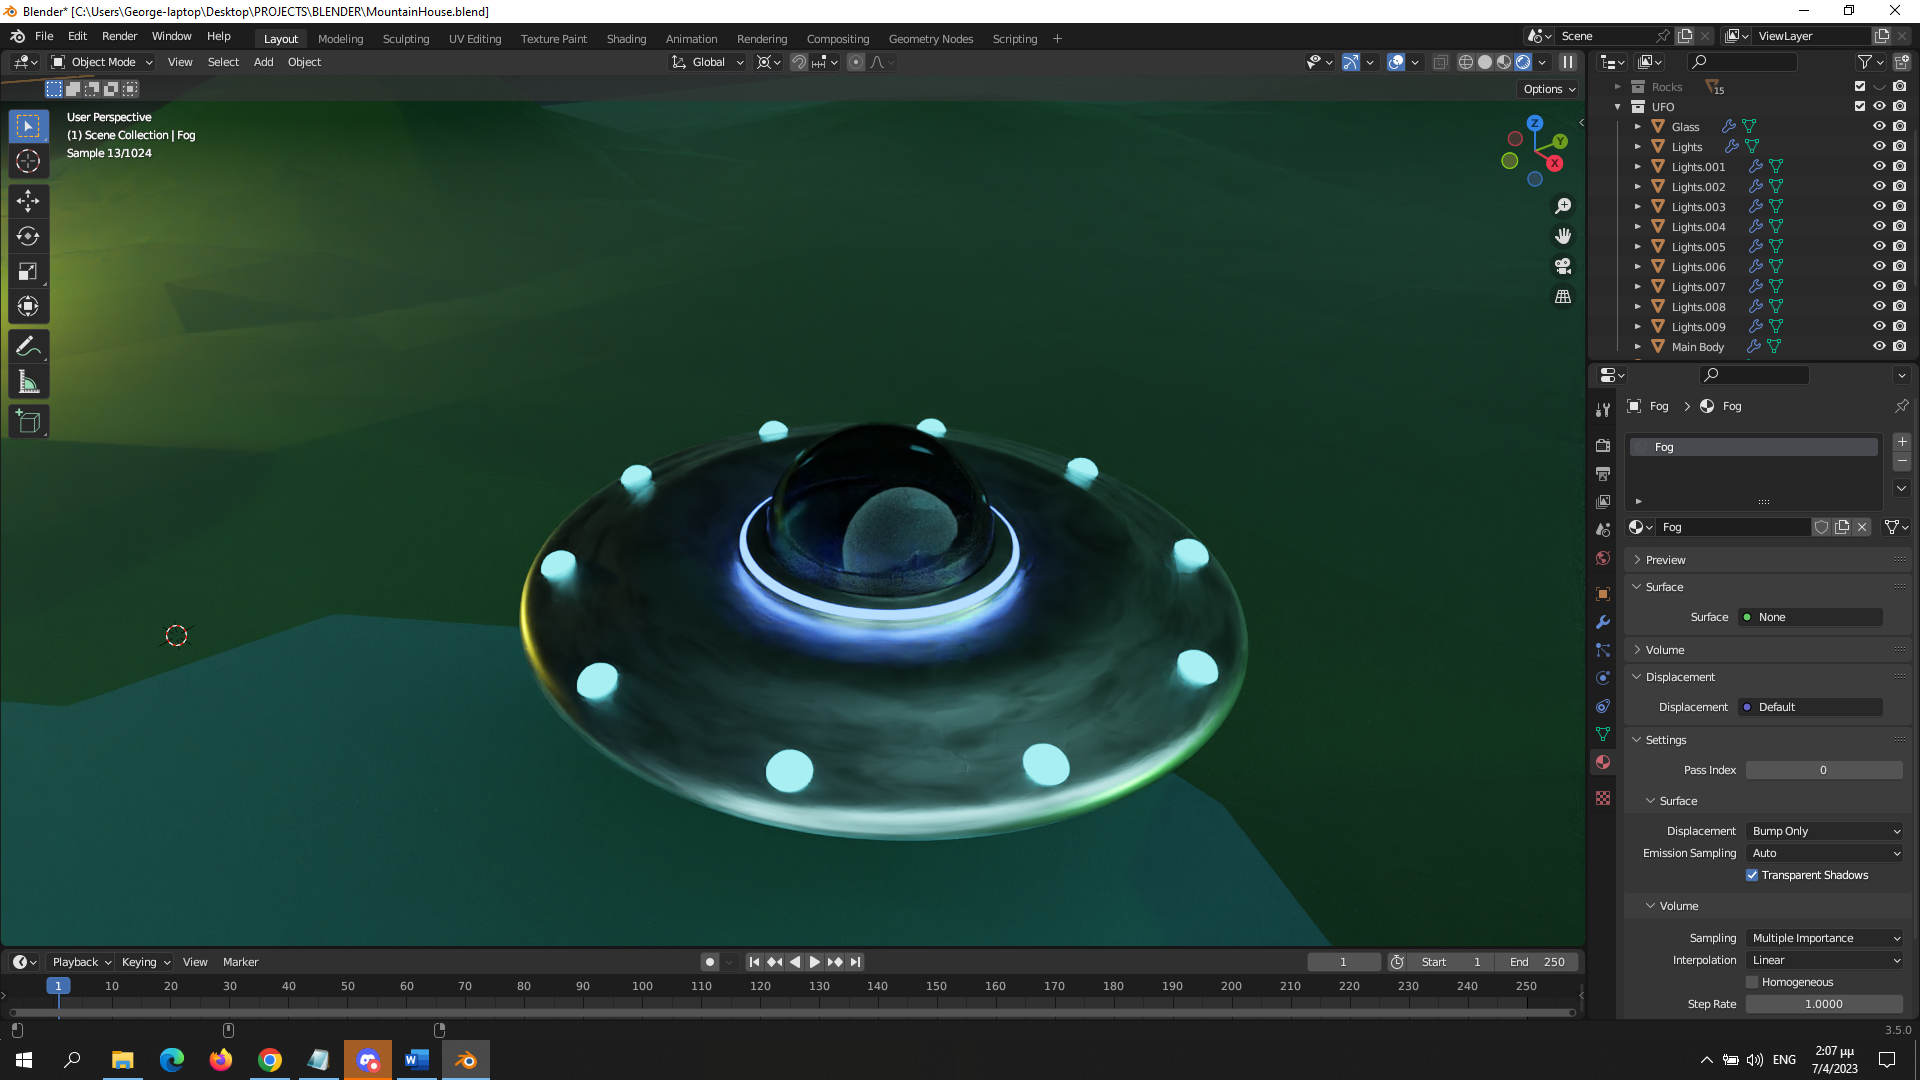 Blender* [C:\Users\George-laptop\Desktop\PROJECTS\BLENDER\MountainHouse.blend]
File Edit Render Window Help Layout Modeling Sculpting UV Editing Texture Paint Shading Animation Rendering Compositing Geometry Nodes Scripting + Scene ViewLayer
Object Mode View Select Add Object Global
Options
User Perspective
(1) Scene Collection | Fog
Sample 13/1024
Z
Y
X
Rocks 15
UFO
Glass
Lights
Lights.001
Lights.002
Lights.003
Lights.004
Lights.005
Lights.006
Lights.007
Lights.008
Lights.009
Main Body
Fog > Fog
Fog
Fog
Preview
Surface
Surface None
Volume
Displacement
Displacement Default
Settings
Pass Index 0
Surface
Displacement Bump Only
Emission Sampling Auto
Transparent Shadows
Volume
Sampling Multiple Importance
Interpolation Linear
Homogeneous
Step Rate 1.0000
Playback Keying View Marker 1 Start 1 End 250
1 10 20 30 40 50 60 70 80 90 100 110 120 130 140 150 160 170 180 190 200 210 220 230 240 250
3.5.0
ENG
2:07 μμ
7/4/2023